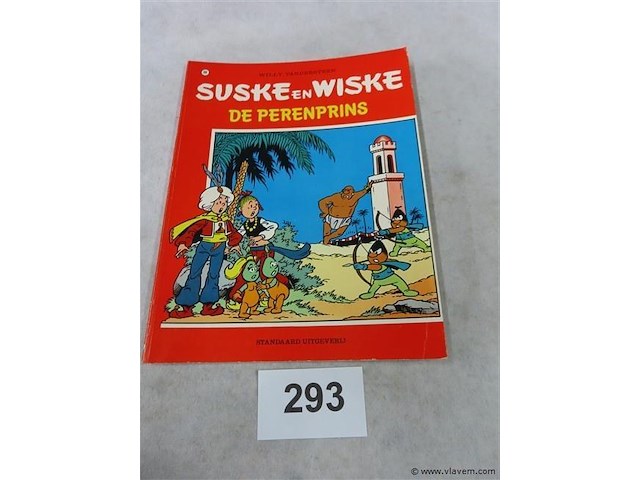 WILLY VANDERSTEEN
SUSKE EN WISKE
DE PERENPRINS
STANDAARD UITGEVERIJ
293
© www.vlavem.com